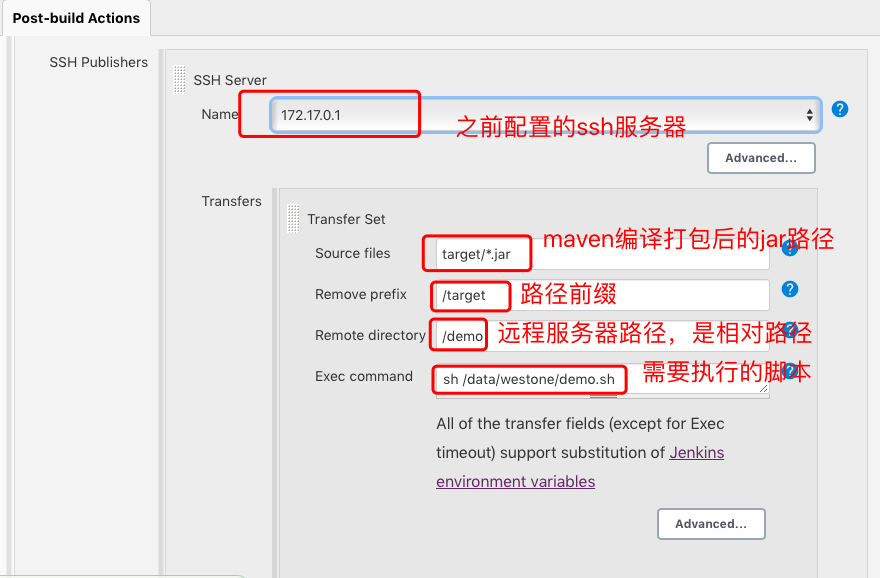 Post-build Actions
SSH Publishers
SSH Server
Name
172.17.0.1
?
之前配置的ssh服务器
Advanced...
Transfers
Transfer Set
Source files
target/*.jar
maven编译打包后的jar路径
?
Remove prefix
/target
路径前缀
?
Remote directory
/demo
远程服务器路径，是相对路径
?
Exec command
sh /data/westone/demo.sh
需要执行的脚本
?
All of the transfer fields (except for Exec
timeout) support substitution of Jenkins
environment variables
Advanced...